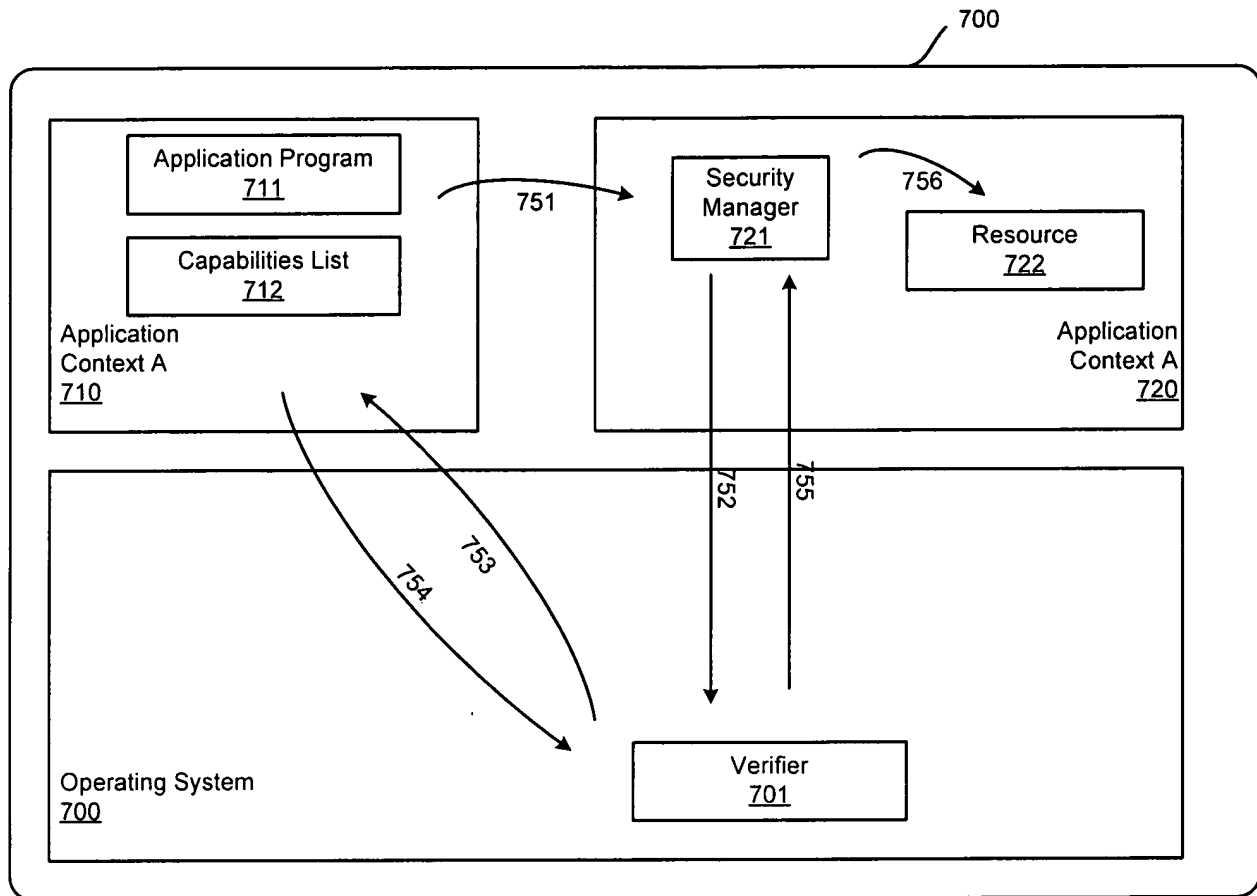 700
Application Program
711
Capabilities List
712
Application
Context A
710
751
Security
Manager
721
756
Resource
722
Application
Context A
720
752
755
753
754
Operating System
700
Verifier
701